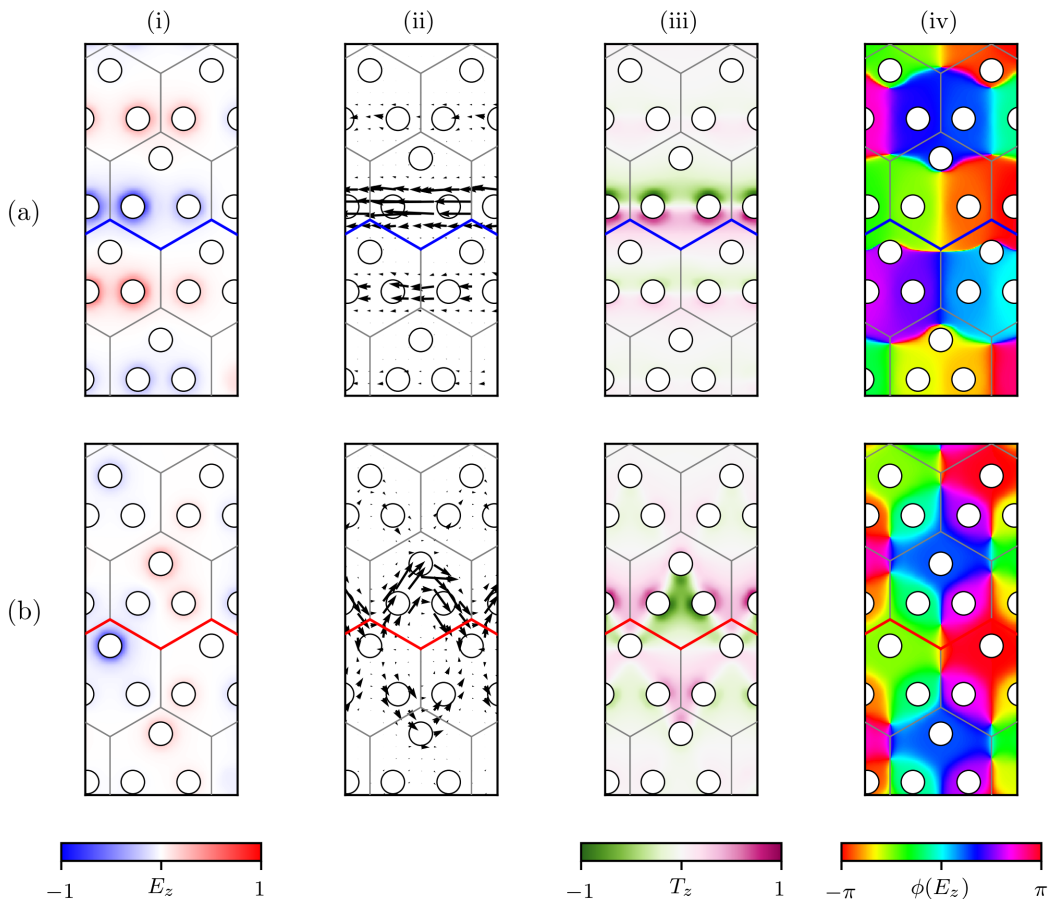 (i) (ii) (iii) (iv)
(a)
(b)
−1 E_z 1 −1 T_z 1 −π ϕ(E_z) π